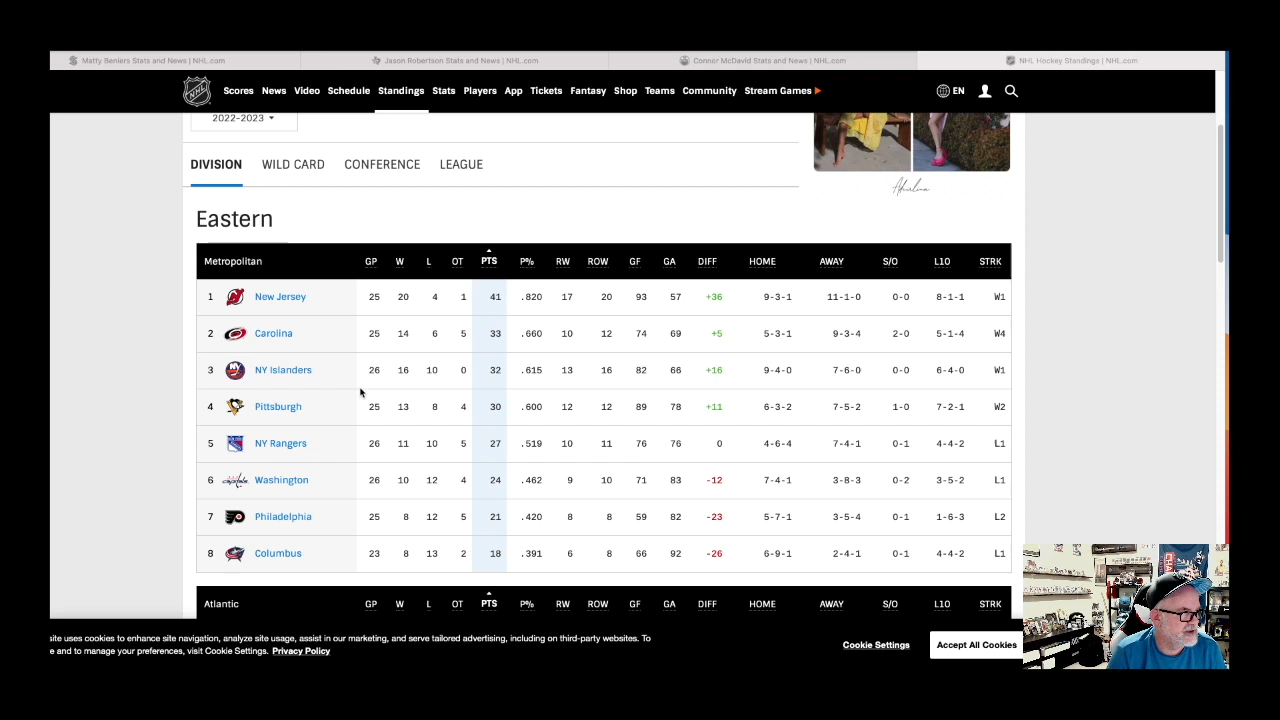 Matty Beniers Stats and News | NHL.com Jason Robertson Stats and News | NHL.com Connor McDavid Stats and News | NHL.com NHL Hockey Standings | NHL.com
NHL Scores News Video Schedule Standings Stats Players App Tickets Fantasy Shop Teams Community Stream Games EN
2022-2023
DIVISION WILD CARD CONFERENCE LEAGUE
Eastern
Metropolitan GP W L OT PTS P% RW ROW GF GA DIFF HOME AWAY S/O L10 STRK
1 New Jersey 25 20 4 1 41 .820 17 20 93 57 +36 9-3-1 11-1-0 0-0 8-1-1 W1
2 Carolina 25 14 6 5 33 .660 10 12 74 69 +5 5-3-1 9-3-4 2-0 5-1-4 W4
3 NY Islanders 26 16 10 0 32 .615 13 16 82 66 +16 9-4-0 7-6-0 0-0 6-4-0 W1
4 Pittsburgh 25 13 8 4 30 .600 12 12 89 78 +11 6-3-2 7-5-2 1-0 7-2-1 W2
5 NY Rangers 26 11 10 5 27 .519 10 11 76 76 0 4-6-4 7-4-1 0-1 4-4-2 L1
6 Washington 26 10 12 4 24 .462 9 10 71 83 -12 7-4-1 3-8-3 0-2 3-5-2 L1
7 Philadelphia 25 8 12 5 21 .420 8 8 59 82 -23 5-7-1 3-5-4 0-1 1-6-3 L2
8 Columbus 23 8 13 2 18 .391 6 8 66 92 -26 6-9-1 2-4-1 0-1 4-4-2 L1
Atlantic GP W L OT PTS P% RW ROW GF GA DIFF HOME AWAY S/O L10 STRK
site uses cookies to enhance site navigation, analyze site usage, assist in our marketing, and serve tailored advertising, including on third-party websites. To
e and to manage your preferences, visit Cookie Settings. Privacy Policy
Cookie Settings Accept All Cookies